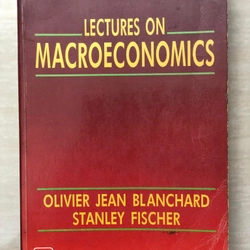 LECTURES ON
MACROECONOMICS
OLIVIER JEAN BLANCHARD
STANLEY FISCHER